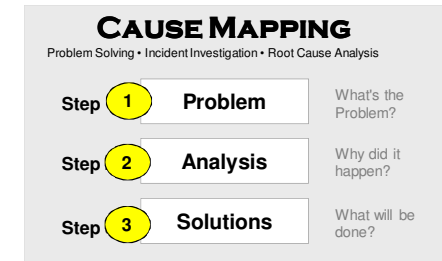 CAUSE MAPPING
Problem Solving • Incident Investigation • Root Cause Analysis
Step 1 Problem What's the
Problem?
Step 2 Analysis Why did it
happen?
Step 3 Solutions What will be
done?